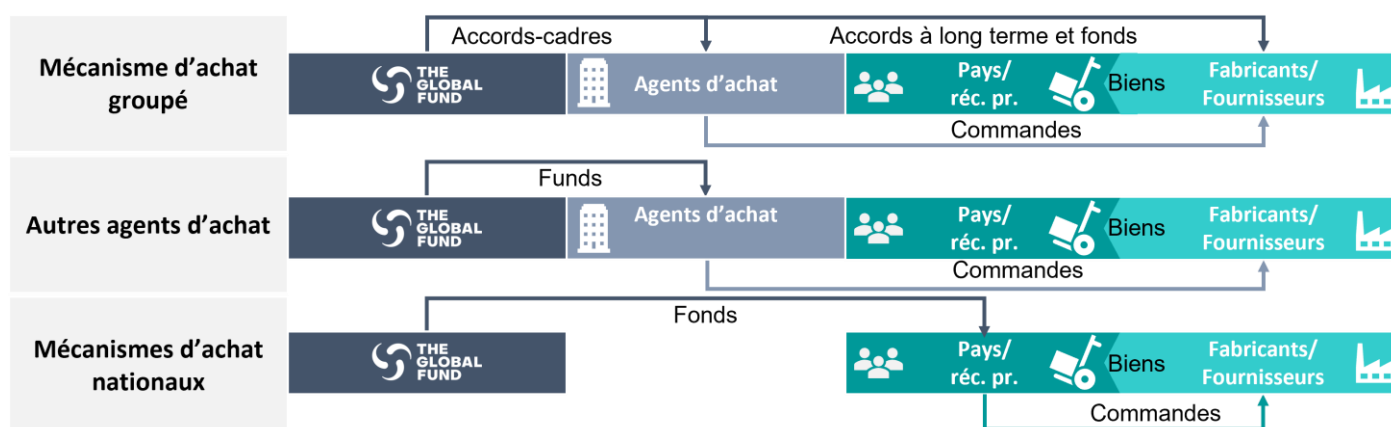 Accords-cadres
Accords à long terme et fonds
Mécanisme d'achat
groupé
THE
GLOBAL
FUND
Agents d'achat
Pays/
réc. pr.
Biens
Fabricants/
Fournisseurs
Commandes
Funds
Autres agents d'achat
THE
GLOBAL
FUND
Agents d'achat
Pays/
réc. pr.
Biens
Fabricants/
Fournisseurs
Commandes
Fonds
Mécanismes d'achat
nationaux
THE
GLOBAL
FUND
Pays/
réc. pr.
Biens
Fabricants/
Fournisseurs
Commandes